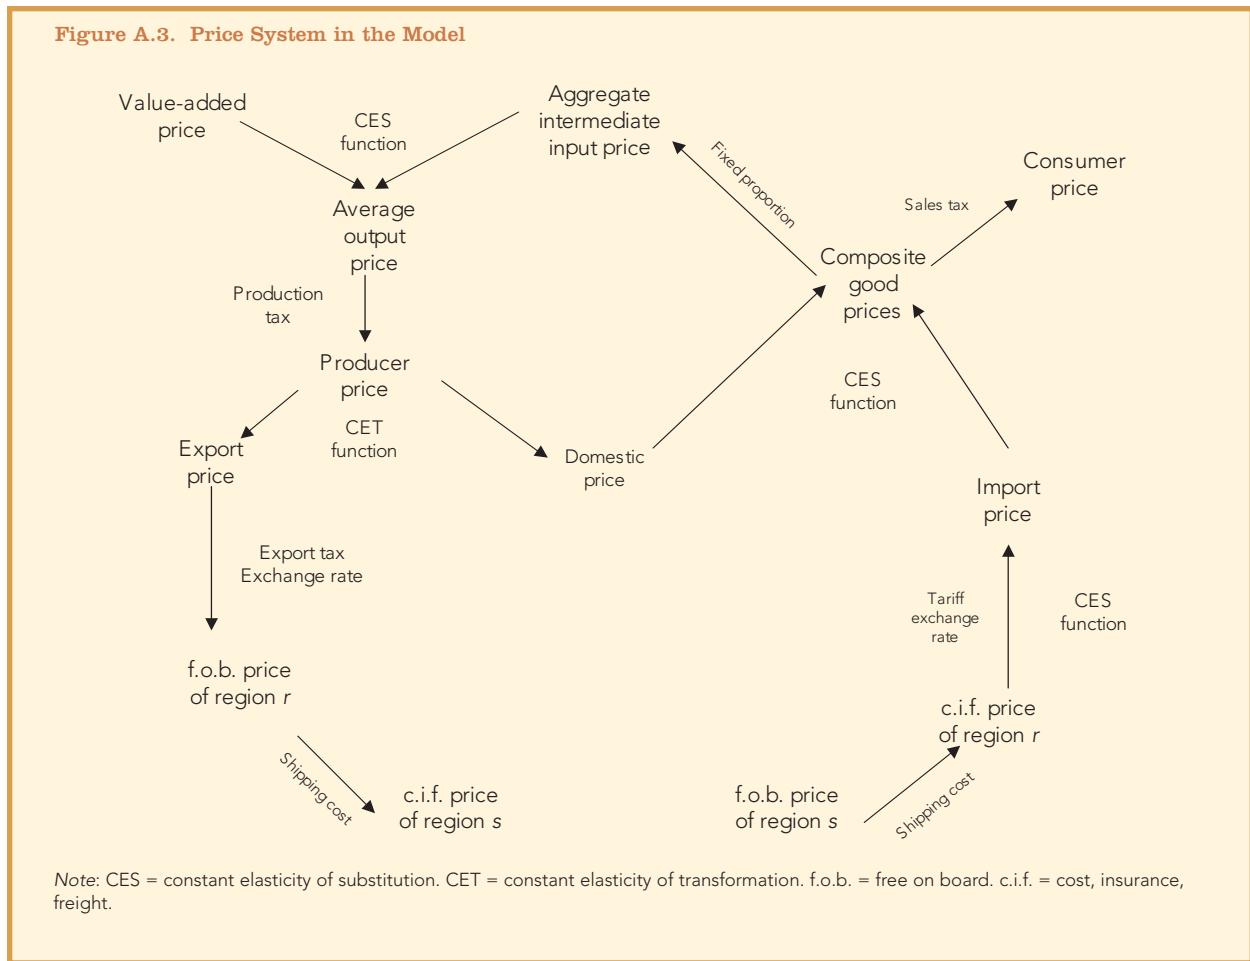 Figure A.3. Price System in the Model
Value-added
price
CES
function
Aggregate
intermediate
input price
Fixed proportion
Consumer
price
Sales tax
Average
output
price
Composite
good
prices
Production
tax
Producer
price
CES
function
CET
function
Export
price
Domestic
price
Import
price
Export tax
Exchange rate
Tariff
exchange
rate
CES
function
f.o.b. price
of region r
c.i.f. price
of region r
Shipping cost
c.i.f. price
of region s
f.o.b. price
of region s
Shipping cost
Note: CES = constant elasticity of substitution. CET = constant elasticity of transformation. f.o.b. = free on board. c.i.f. = cost, insurance,
freight.